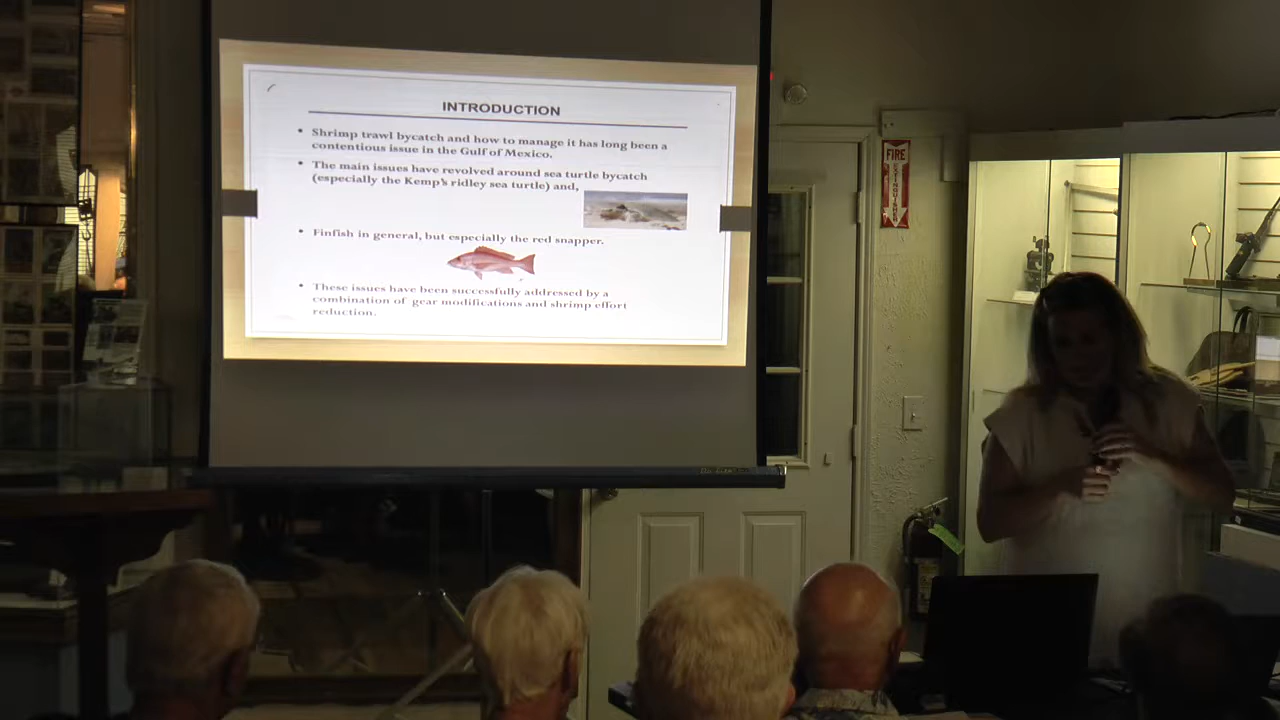 INTRODUCTION
• Shrimp trawl bycatch and how to manage it has long been a
contentious issue in the Gulf of Mexico.
• The main issues have revolved around sea turtle bycatch
(especially the Kemp's ridley sea turtle) and,
• Finfish in general, but especially the red snapper.
• These issues have been successfully addressed by a
combination of gear modifications and shrimp effort
reduction.
FIRE
EXTINGUISHER